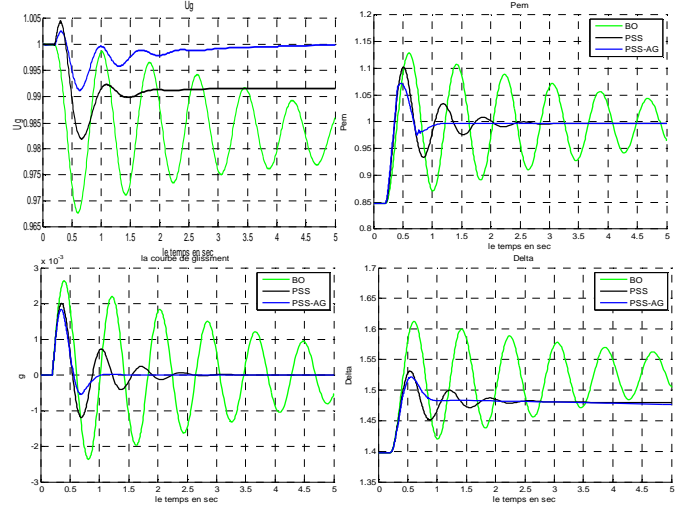 Ug
1.005
1
0.995
0.99
0.985
0.98
0.975
0.97
0.965
Ug
0 0.5 1 1.5 2 2.5 3 3.5 4 4.5 5
le temps en sec
Pem
1.2
1.15
1.1
1.05
1
0.95
0.9
0.85
0.8
Pem
BO
PSS
PSS-AG
0 0.5 1 1.5 2 2.5 3 3.5 4 4.5 5
le temps en sec
la courbe de glissment
x 10-3
3
2
1
0
-1
-2
-3
g
BO
PSS
PSS-AG
0 0.5 1 1.5 2 2.5 3 3.5 4 4.5 5
le temps en sec
Delta
1.7
1.65
1.6
1.55
1.5
1.45
1.4
1.35
Delta
BO
PSS
PSS-AG
0 0.5 1 1.5 2 2.5 3 3.5 4 4.5 5
le temps en sec